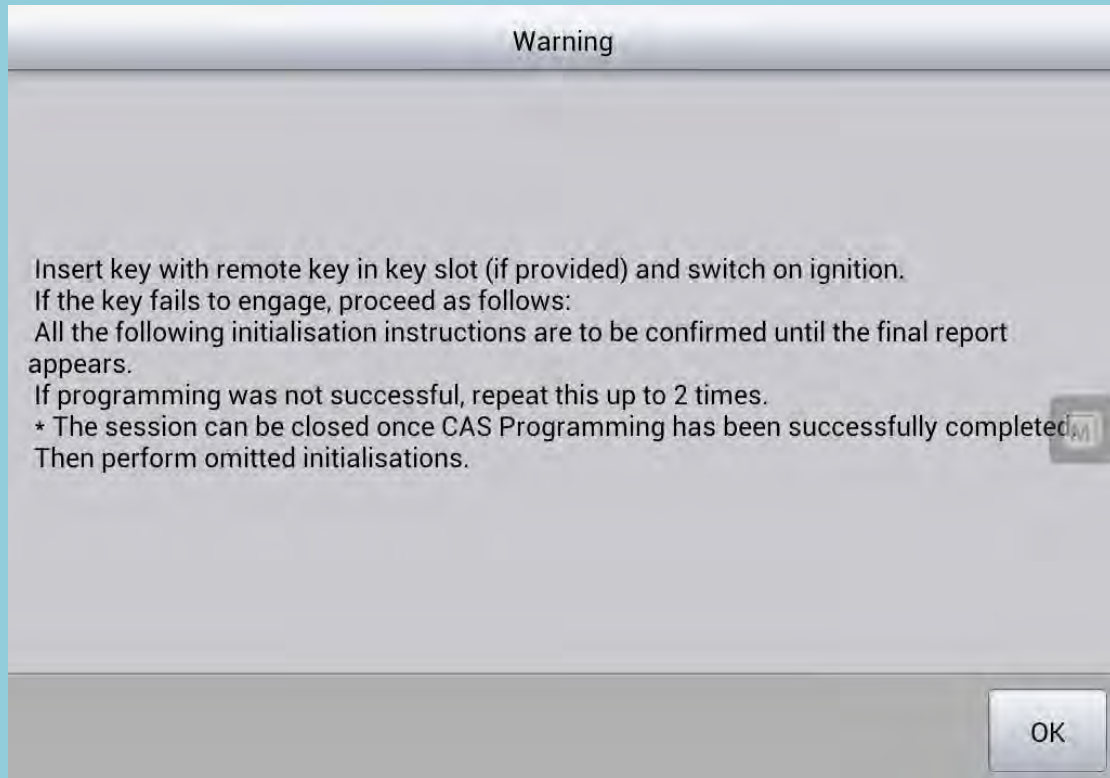 Warning
Insert key with remote key in key slot (if provided) and switch on ignition.
If the key fails to engage, proceed as follows:
All the following initialisation instructions are to be confirmed until the final report
appears.
If programming was not successful, repeat this up to 2 times.
* The session can be closed once CAS Programming has been successfully completed.
Then perform omitted initialisations.
M
OK